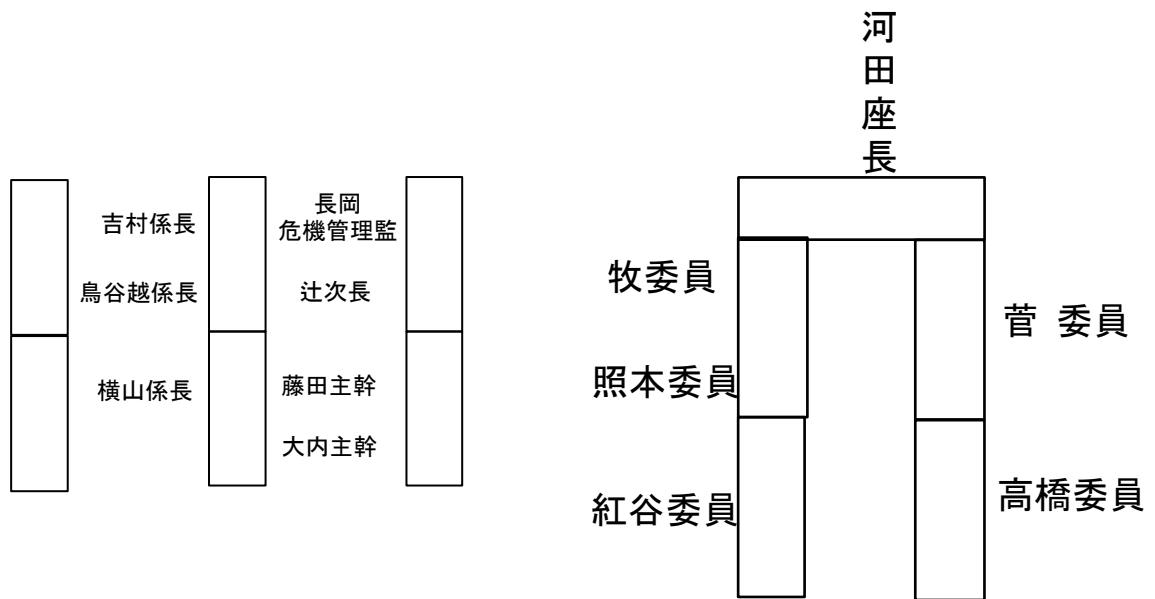 河田座長
吉村係長
長岡
危機管理監
鳥谷越係長
辻次長
横山係長
藤田主幹
大内主幹
牧委員
菅 委員
照本委員
紅谷委員
高橋委員